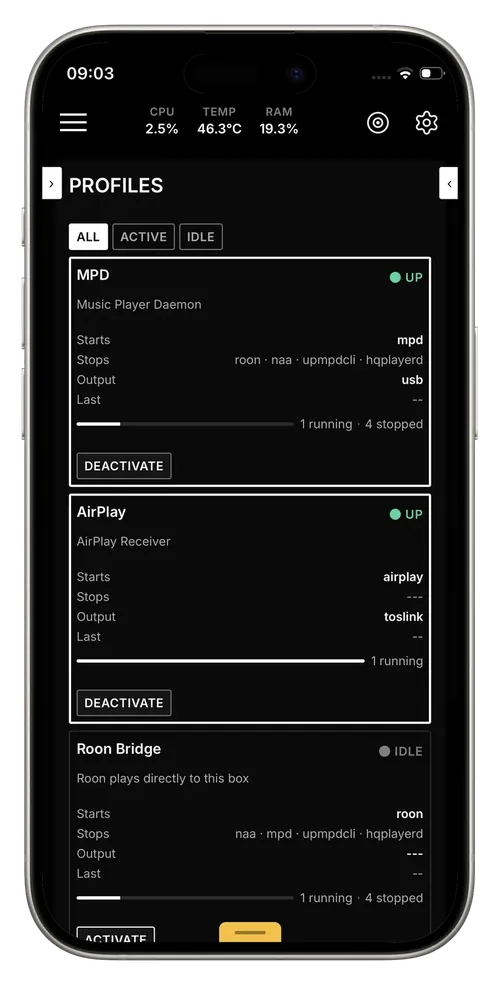 09:03
CPU TEMP RAM
2.5% 46.3°C 19.3%
› PROFILES ‹
ALL ACTIVE IDLE
MPD UP
Music Player Daemon
Starts mpd
Stops roon · naa · upmpdcli · hqplayerd
Output usb
Last --
1 running · 4 stopped
DEACTIVATE
AirPlay UP
AirPlay Receiver
Starts airplay
Stops ---
Output toslink
Last --
1 running
DEACTIVATE
Roon Bridge IDLE
Roon plays directly to this box
Starts roon
Stops naa · mpd · upmpdcli · hqplayerd
Output ---
Last --
1 running · 4 stopped
ACTIVATE